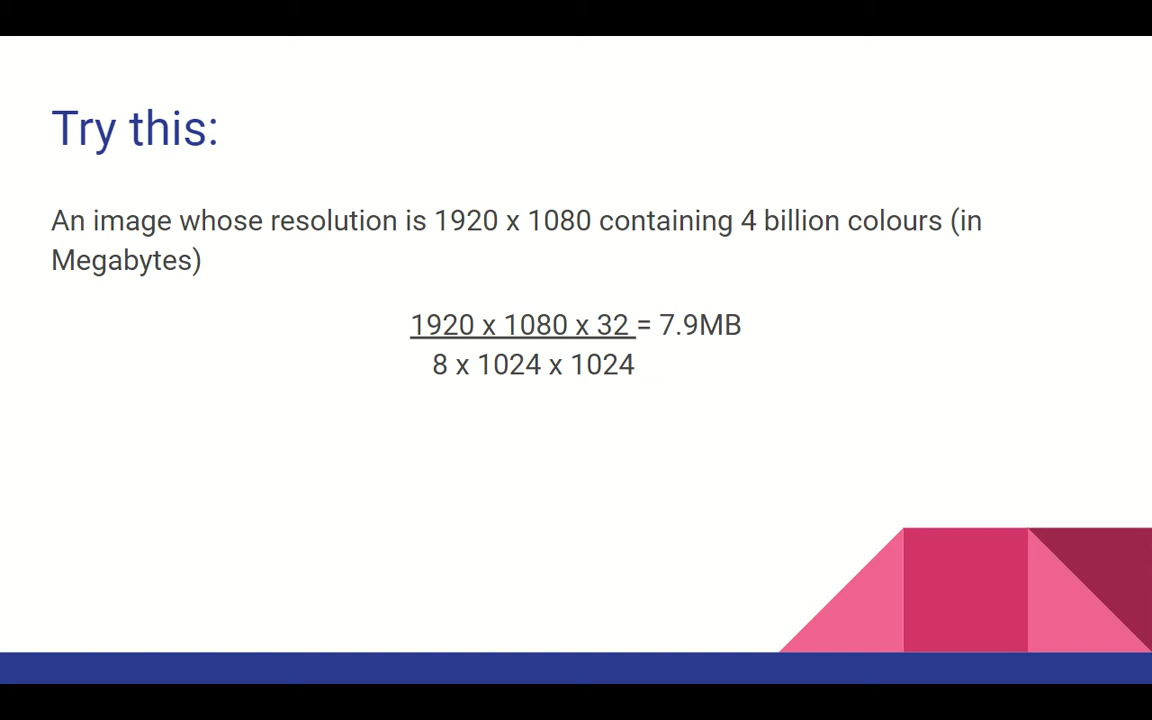 Try this:
An image whose resolution is 1920 x 1080 containing 4 billion colours (in
Megabytes)
1920 x 1080 x 32 = 7.9MB
8 x 1024 x 1024